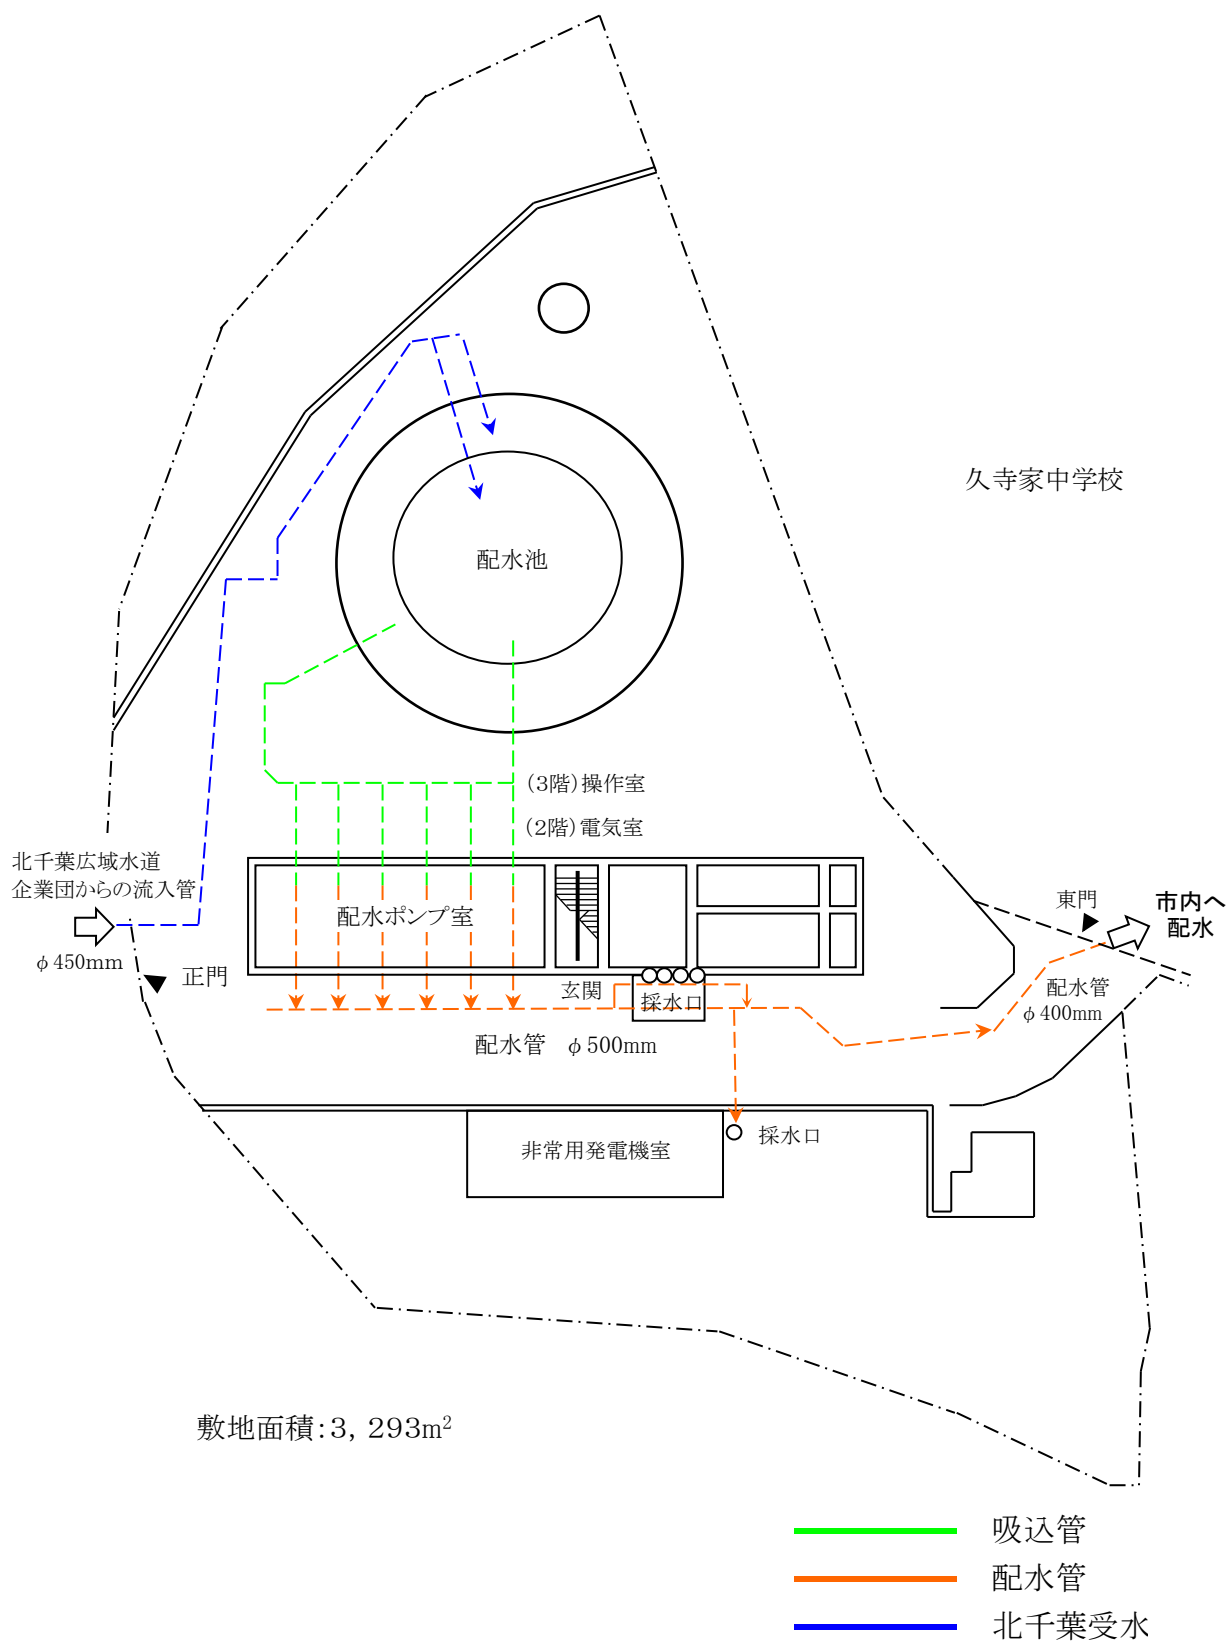 久寺家中学校
配水池
（3階）操作室
（2階）電気室
北千葉広域水道
企業団からの流入管
φ450mm
正門
配水ポンプ室
玄関
採水口
東門
市内へ
配水
配水管
φ400mm
配水管　φ500mm
非常用発電機室
採水口
敷地面積：３，２９３m²
吸込管
配水管
北千葉受水